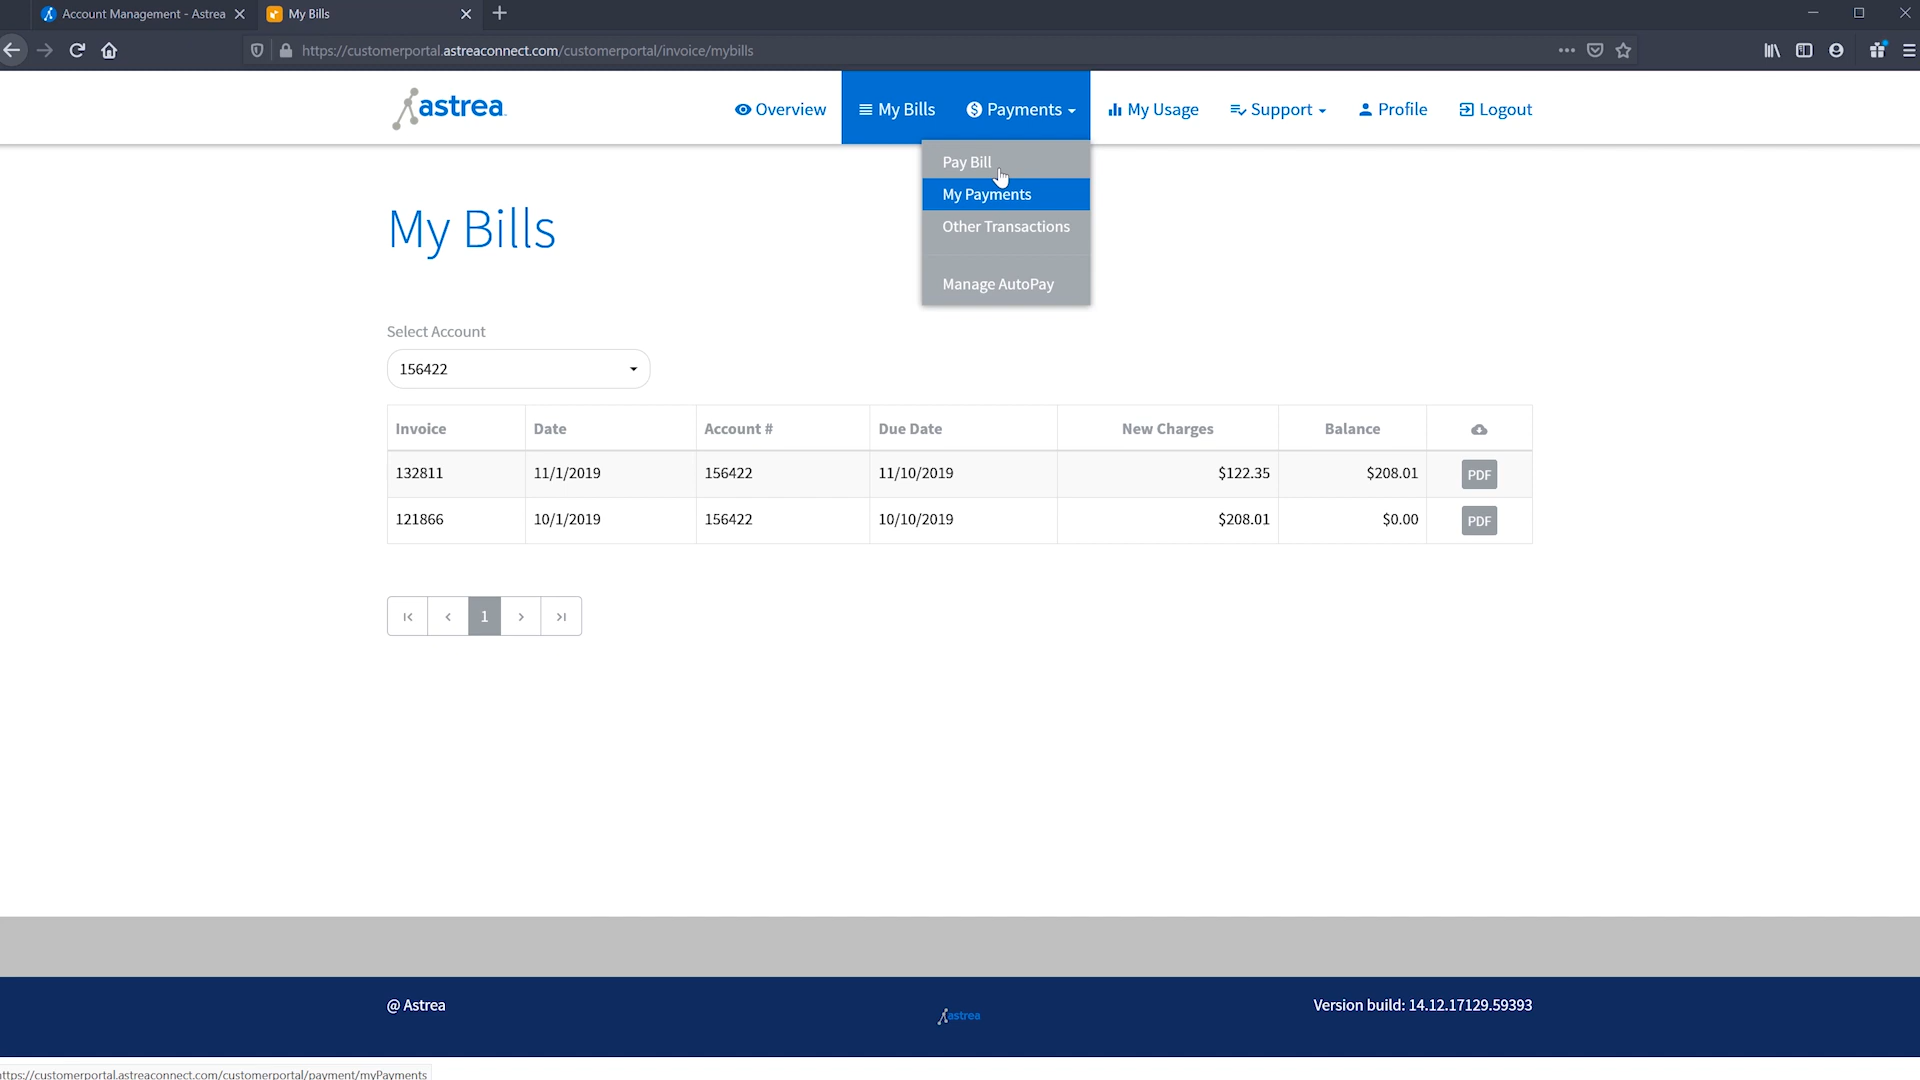 Account Management - Astrea
My Bills
https://customerportal.astreaconnect.com/customerportal/invoice/mybills
astrea
Overview
My Bills
Payments
My Usage
Support
Profile
Logout
Pay Bill
My Payments
Other Transactions
Manage AutoPay
My Bills
Select Account
156422
Invoice Date Account # Due Date New Charges Balance
132811 11/1/2019 156422 11/10/2019 $122.35 $208.01 PDF
121866 10/1/2019 156422 10/10/2019 $208.01 $0.00 PDF
1
@ Astrea
astrea
Version build: 14.12.17129.59393
ttps://customerportal.astreaconnect.com/customerportal/payment/myPayments